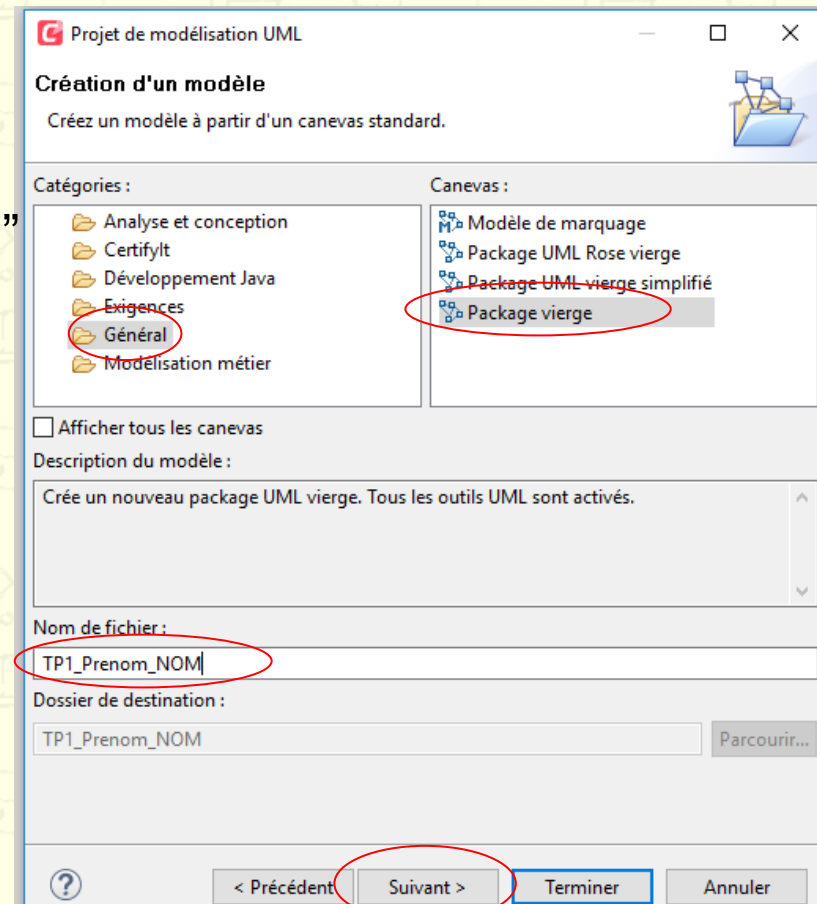 Projet de modélisation UML
Création d'un modèle
Créez un modèle à partir d'un canevas standard.
Catégories :
Canevas :
”
Analyse et conception
CertifyIt
Développement Java
Exigences
Général
Modélisation métier
Modèle de marquage
Package UML Rose vierge
Package UML vierge simplifié
Package vierge
Afficher tous les canevas
Description du modèle :
Crée un nouveau package UML vierge. Tous les outils UML sont activés.
Nom de fichier :
TP1_Prenom_NOM
Dossier de destination :
TP1_Prenom_NOM
Parcourir...
?
< Précédent
Suivant >
Terminer
Annuler